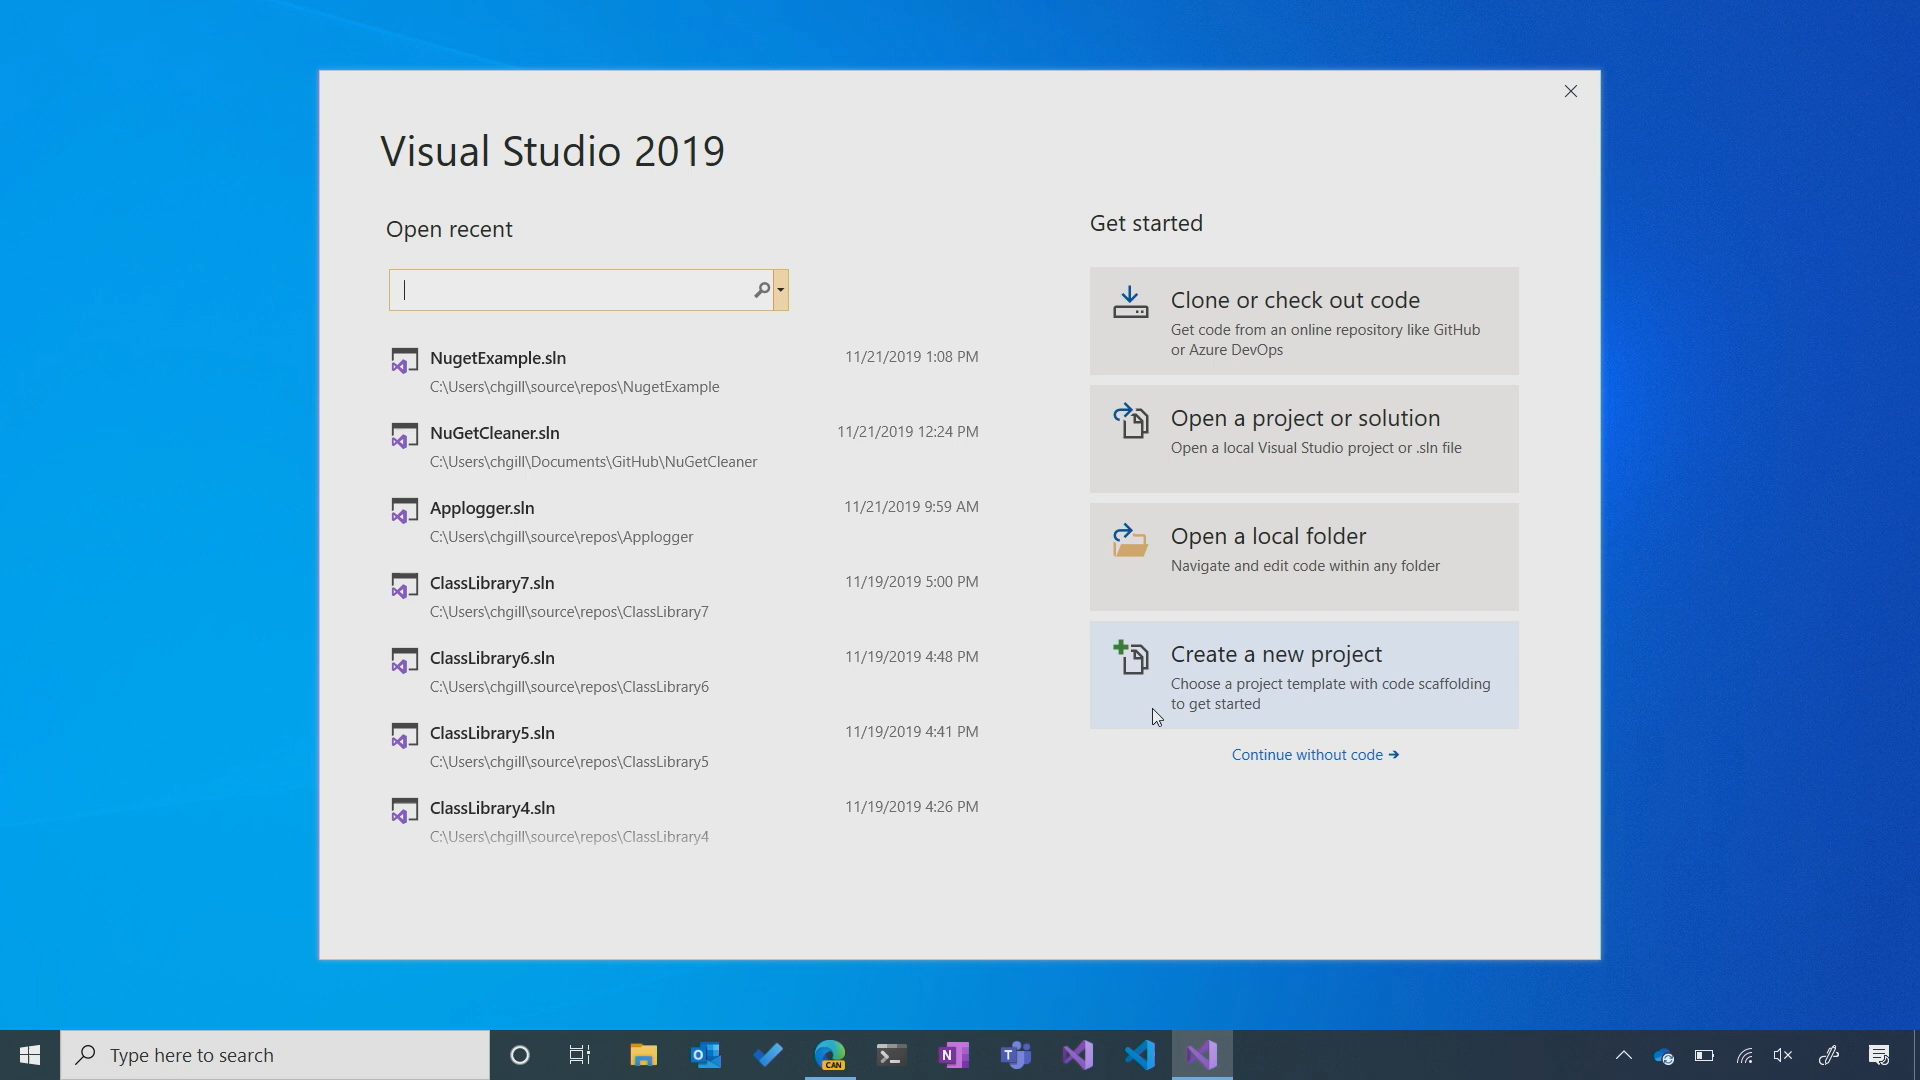 Visual Studio 2019
Open recent
NugetExample.sln
11/21/2019 1:08 PM
C:\Users\chgill\source\repos\NugetExample
NuGetCleaner.sln
11/21/2019 12:24 PM
C:\Users\chgill\Documents\GitHub\NuGetCleaner
Applogger.sln
11/21/2019 9:59 AM
C:\Users\chgill\source\repos\Applogger
ClassLibrary7.sln
11/19/2019 5:00 PM
C:\Users\chgill\source\repos\ClassLibrary7
ClassLibrary6.sln
11/19/2019 4:48 PM
C:\Users\chgill\source\repos\ClassLibrary6
ClassLibrary5.sln
11/19/2019 4:41 PM
C:\Users\chgill\source\repos\ClassLibrary5
ClassLibrary4.sln
11/19/2019 4:26 PM
C:\Users\chgill\source\repos\ClassLibrary4
Get started
Clone or check out code
Get code from an online repository like GitHub
or Azure DevOps
Open a project or solution
Open a local Visual Studio project or .sln file
Open a local folder
Navigate and edit code within any folder
Create a new project
Choose a project template with code scaffolding
to get started
Continue without code →
Type here to search
CAN
N
T